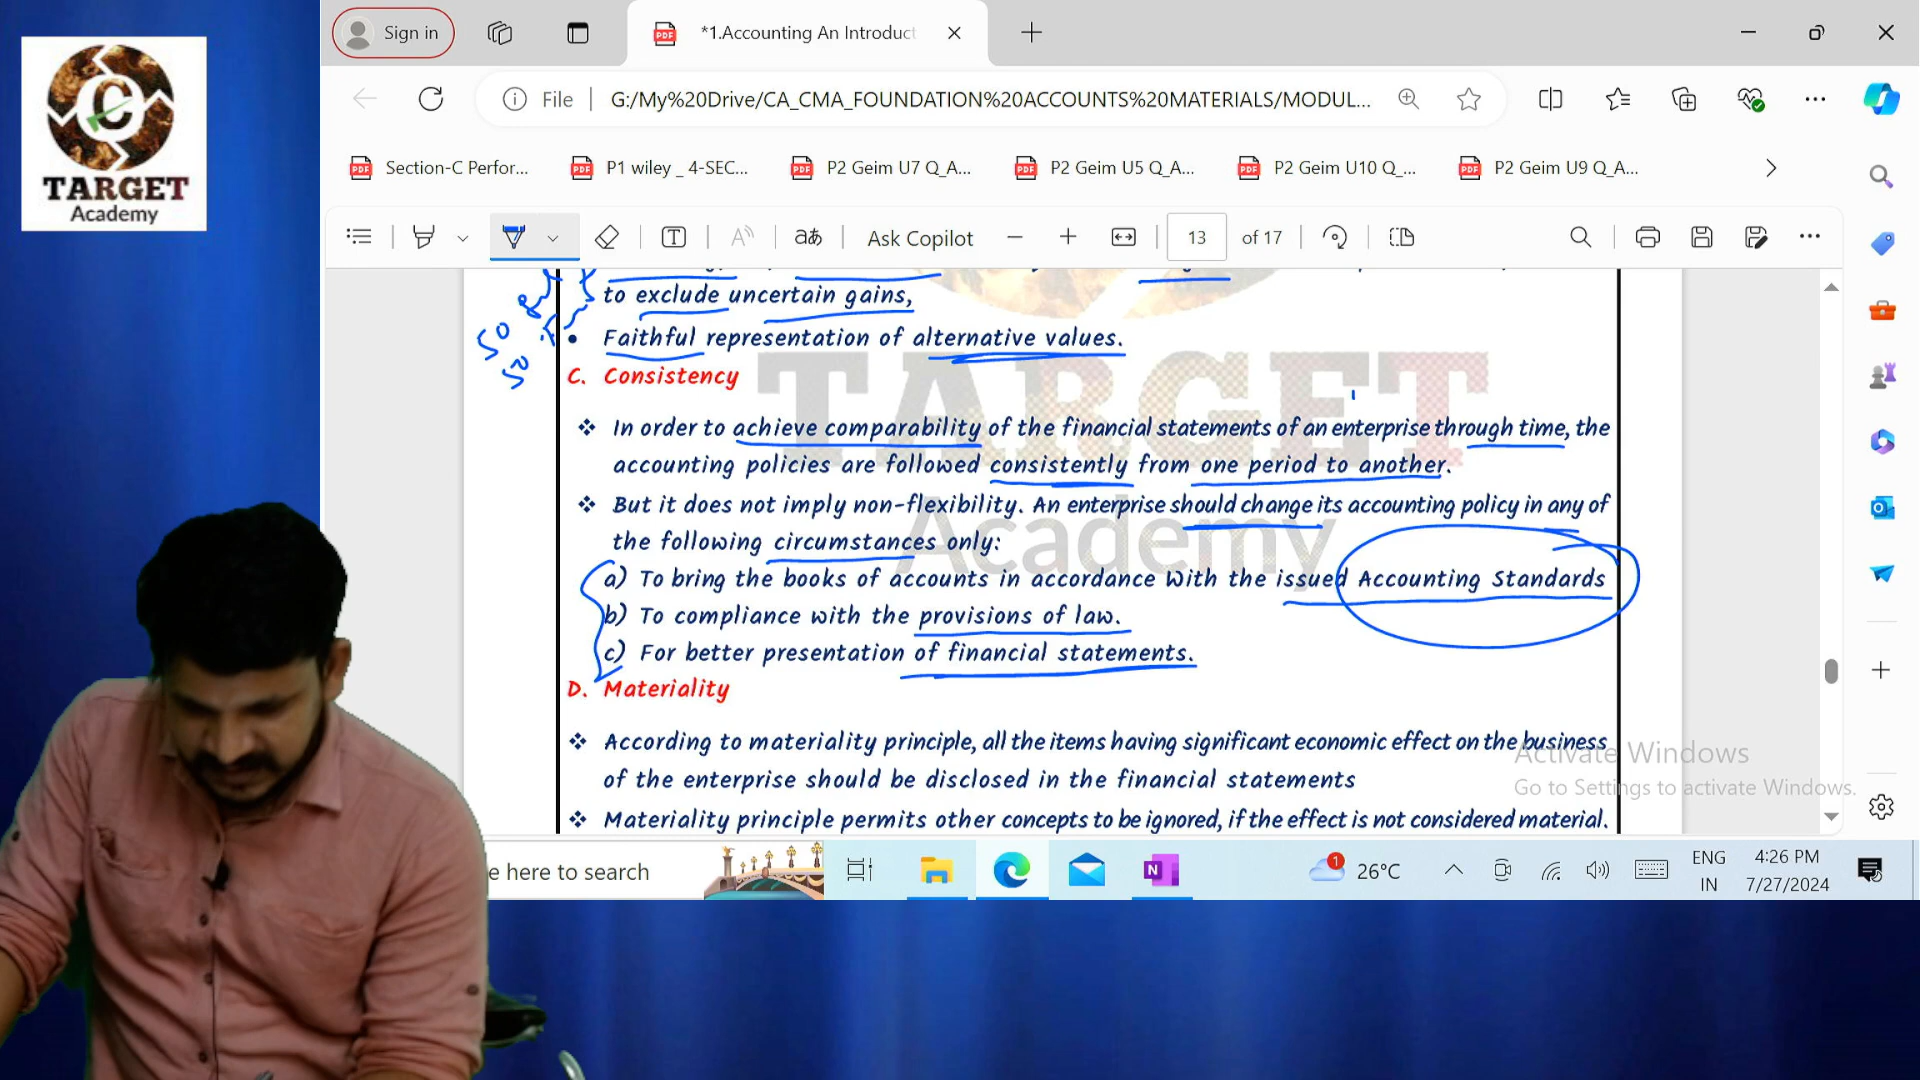 TARGET
Academy
Sign in
*1.Accounting An Introduct
File
G:/My%20Drive/CA_CMA_FOUNDATION%20ACCOUNTS%20MATERIALS/MODUL...
Section-C Perfor...
P1 wiley _ 4-SEC...
P2 Geim U7 Q_A...
P2 Geim U5 Q_A...
P2 Geim U10 Q_...
P2 Geim U9 Q_A...
Ask Copilot
13 of 17
to exclude uncertain gains,
50
• Faithful representation of alternative values.
50
C. Consistency
❖ In order to achieve comparability of the financial statements of an enterprise through time, the
accounting policies are followed consistently from one period to another.
❖ But it does not imply non-flexibility. An enterprise should change its accounting policy in any of
the following circumstances only:
a) To bring the books of accounts in accordance With the issued Accounting Standards
b) To compliance with the provisions of law.
c) For better presentation of financial statements.
D. Materiality
❖ According to materiality principle, all the items having significant economic effect on the business
of the enterprise should be disclosed in the financial statements
❖ Materiality principle permits other concepts to be ignored, if the effect is not considered material.
TARGET
Academy
Activate Windows
Go to Settings to activate Windows.
e here to search
1
26°C
ENG
IN
4:26 PM
7/27/2024